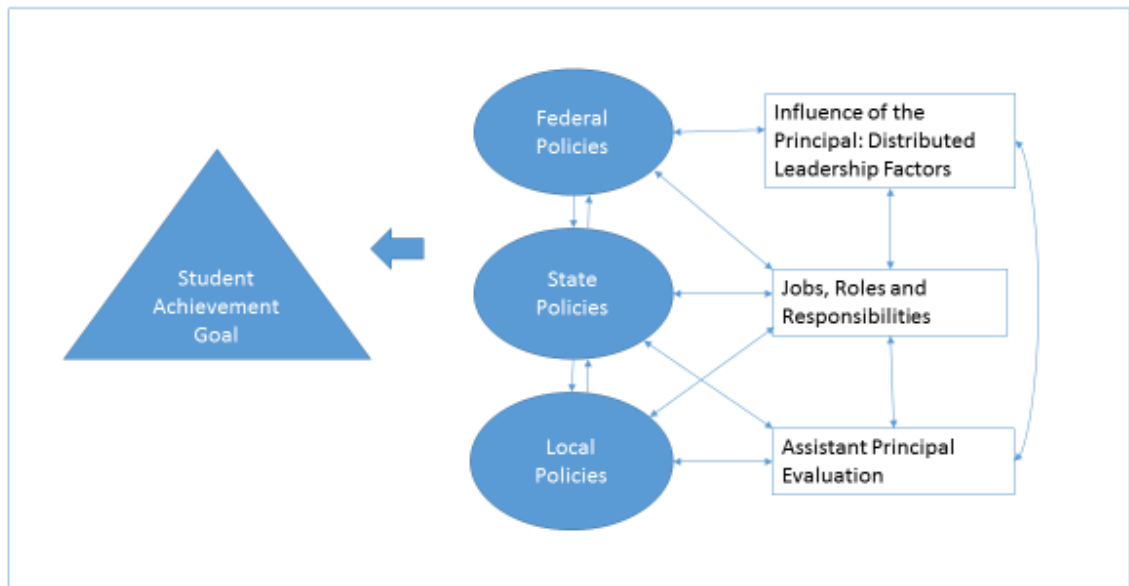 Student
Achievement
Goal
Federal
Policies
State
Policies
Local
Policies
Influence of the
Principal: Distributed
Leadership Factors
Jobs, Roles and
Responsibilities
Assistant Principal
Evaluation